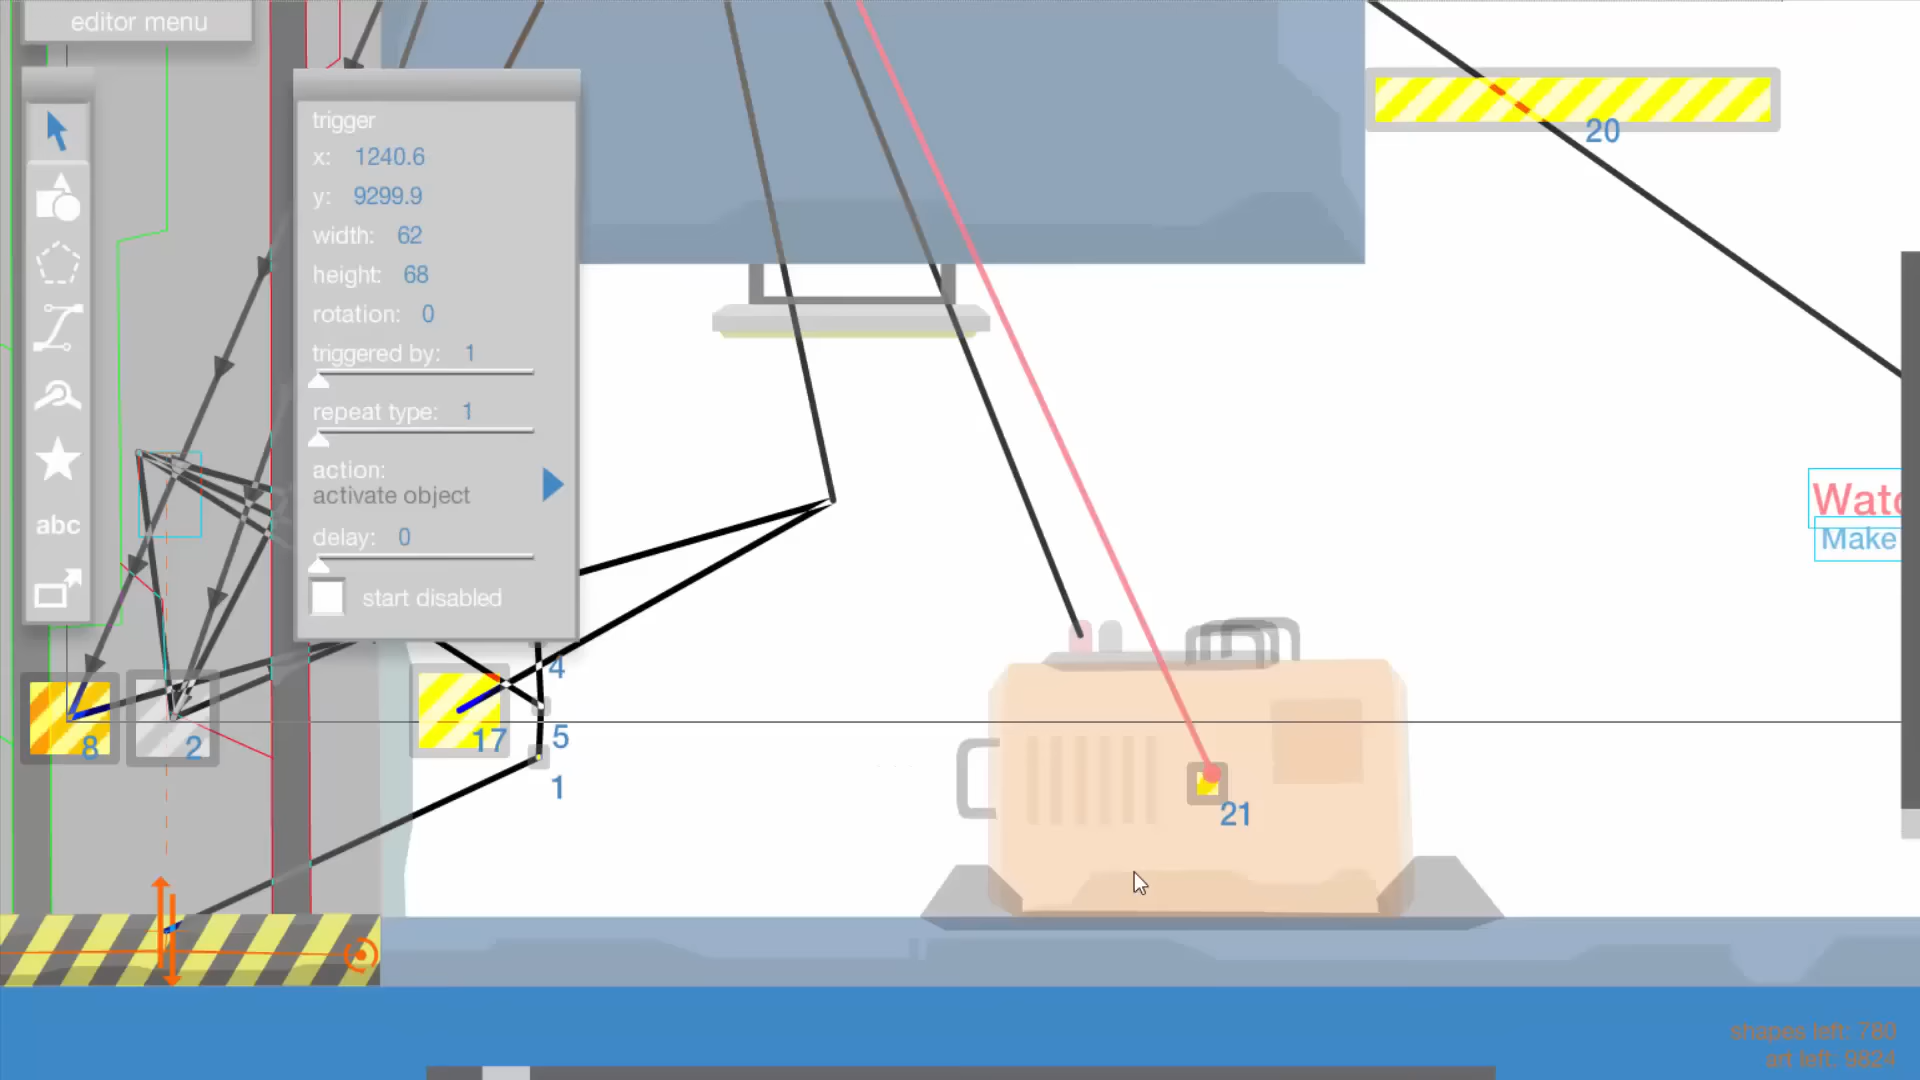 editor menu
trigger
x: 1240.6
y: 9299.9
width: 62
height: 68
rotation: 0
triggered by: 1
repeat type: 1
action:
activate object
delay: 0
start disabled
abc
20
Make
4
8
2
17
5
1
21
shapes left: 780
art left: 9824